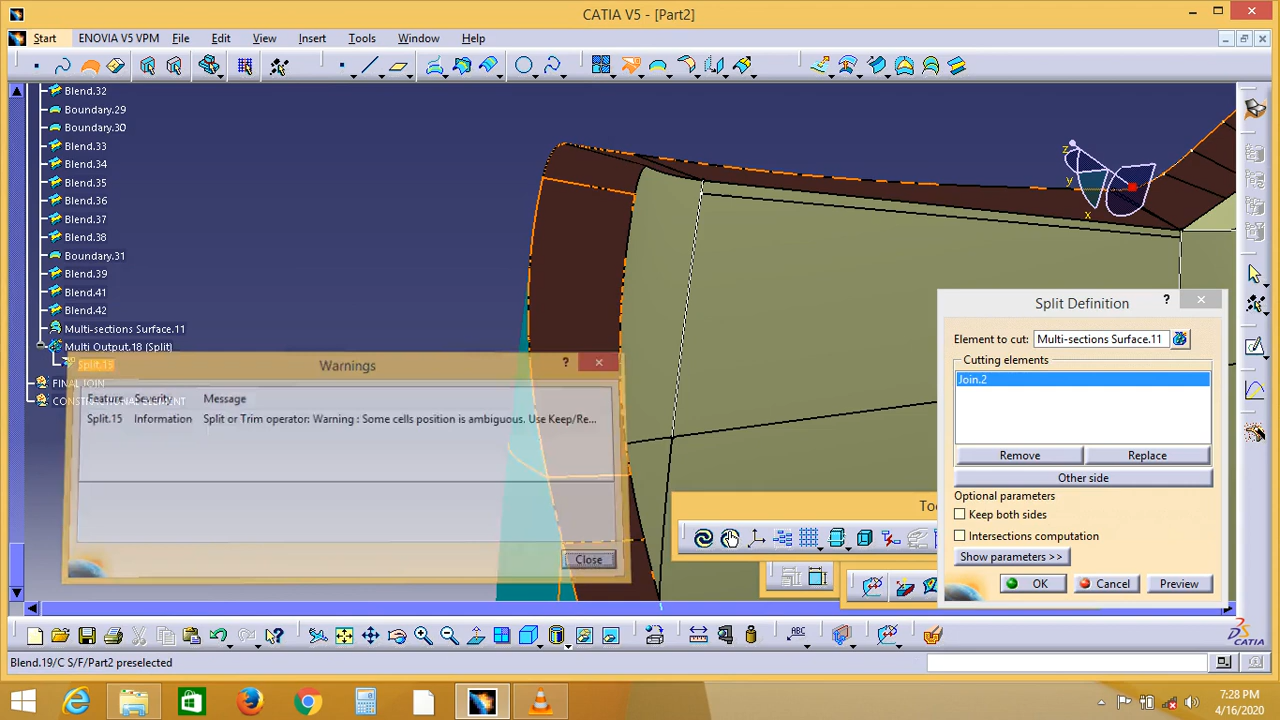 CATIA V5 - [Part2]
Start ENOVIA V5 VPM File Edit View Insert Tools Window Help
Blend.32
Boundary.29
Boundary.30
Blend.33
Blend.34
Blend.35
Blend.36
Blend.37
Blend.38
Boundary.31
Blend.39
Blend.41
Blend.42
Multi-sections Surface.11
Multi Output.18 (Split)
Split.15
FINAL JOIN
z
y
x
Warnings
?
Feature Severity Message
Split.15 Information Split or Trim operator: Warning : Some cells position is ambiguous. Use Keep/Re...
Close
Split Definition
?
Element to cut: Multi-sections Surface.11
Cutting elements
Join.2
Remove Replace
Other side
Optional parameters
Keep both sides
Intersections computation
Show parameters >>
OK Cancel Preview
ABC
CATIA
Blend.19/C S/F/Part2 preselected
7:28 PM
4/16/2020